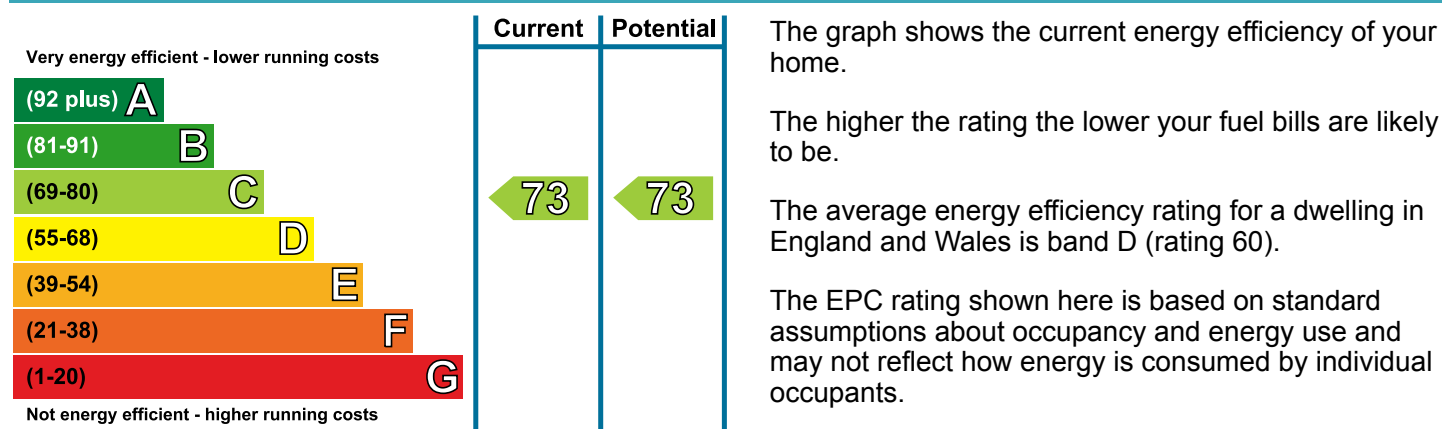 Current Potential
Very energy efficient - lower running costs
(92 plus) A
(81-91) B
(69-80) C
73 73
(55-68) D
(39-54) E
(21-38) F
(1-20) G
Not energy efficient - higher running costs
The graph shows the current energy efficiency of your
home.
The higher the rating the lower your fuel bills are likely
to be.
The average energy efficiency rating for a dwelling in
England and Wales is band D (rating 60).
The EPC rating shown here is based on standard
assumptions about occupancy and energy use and
may not reflect how energy is consumed by individual
occupants.